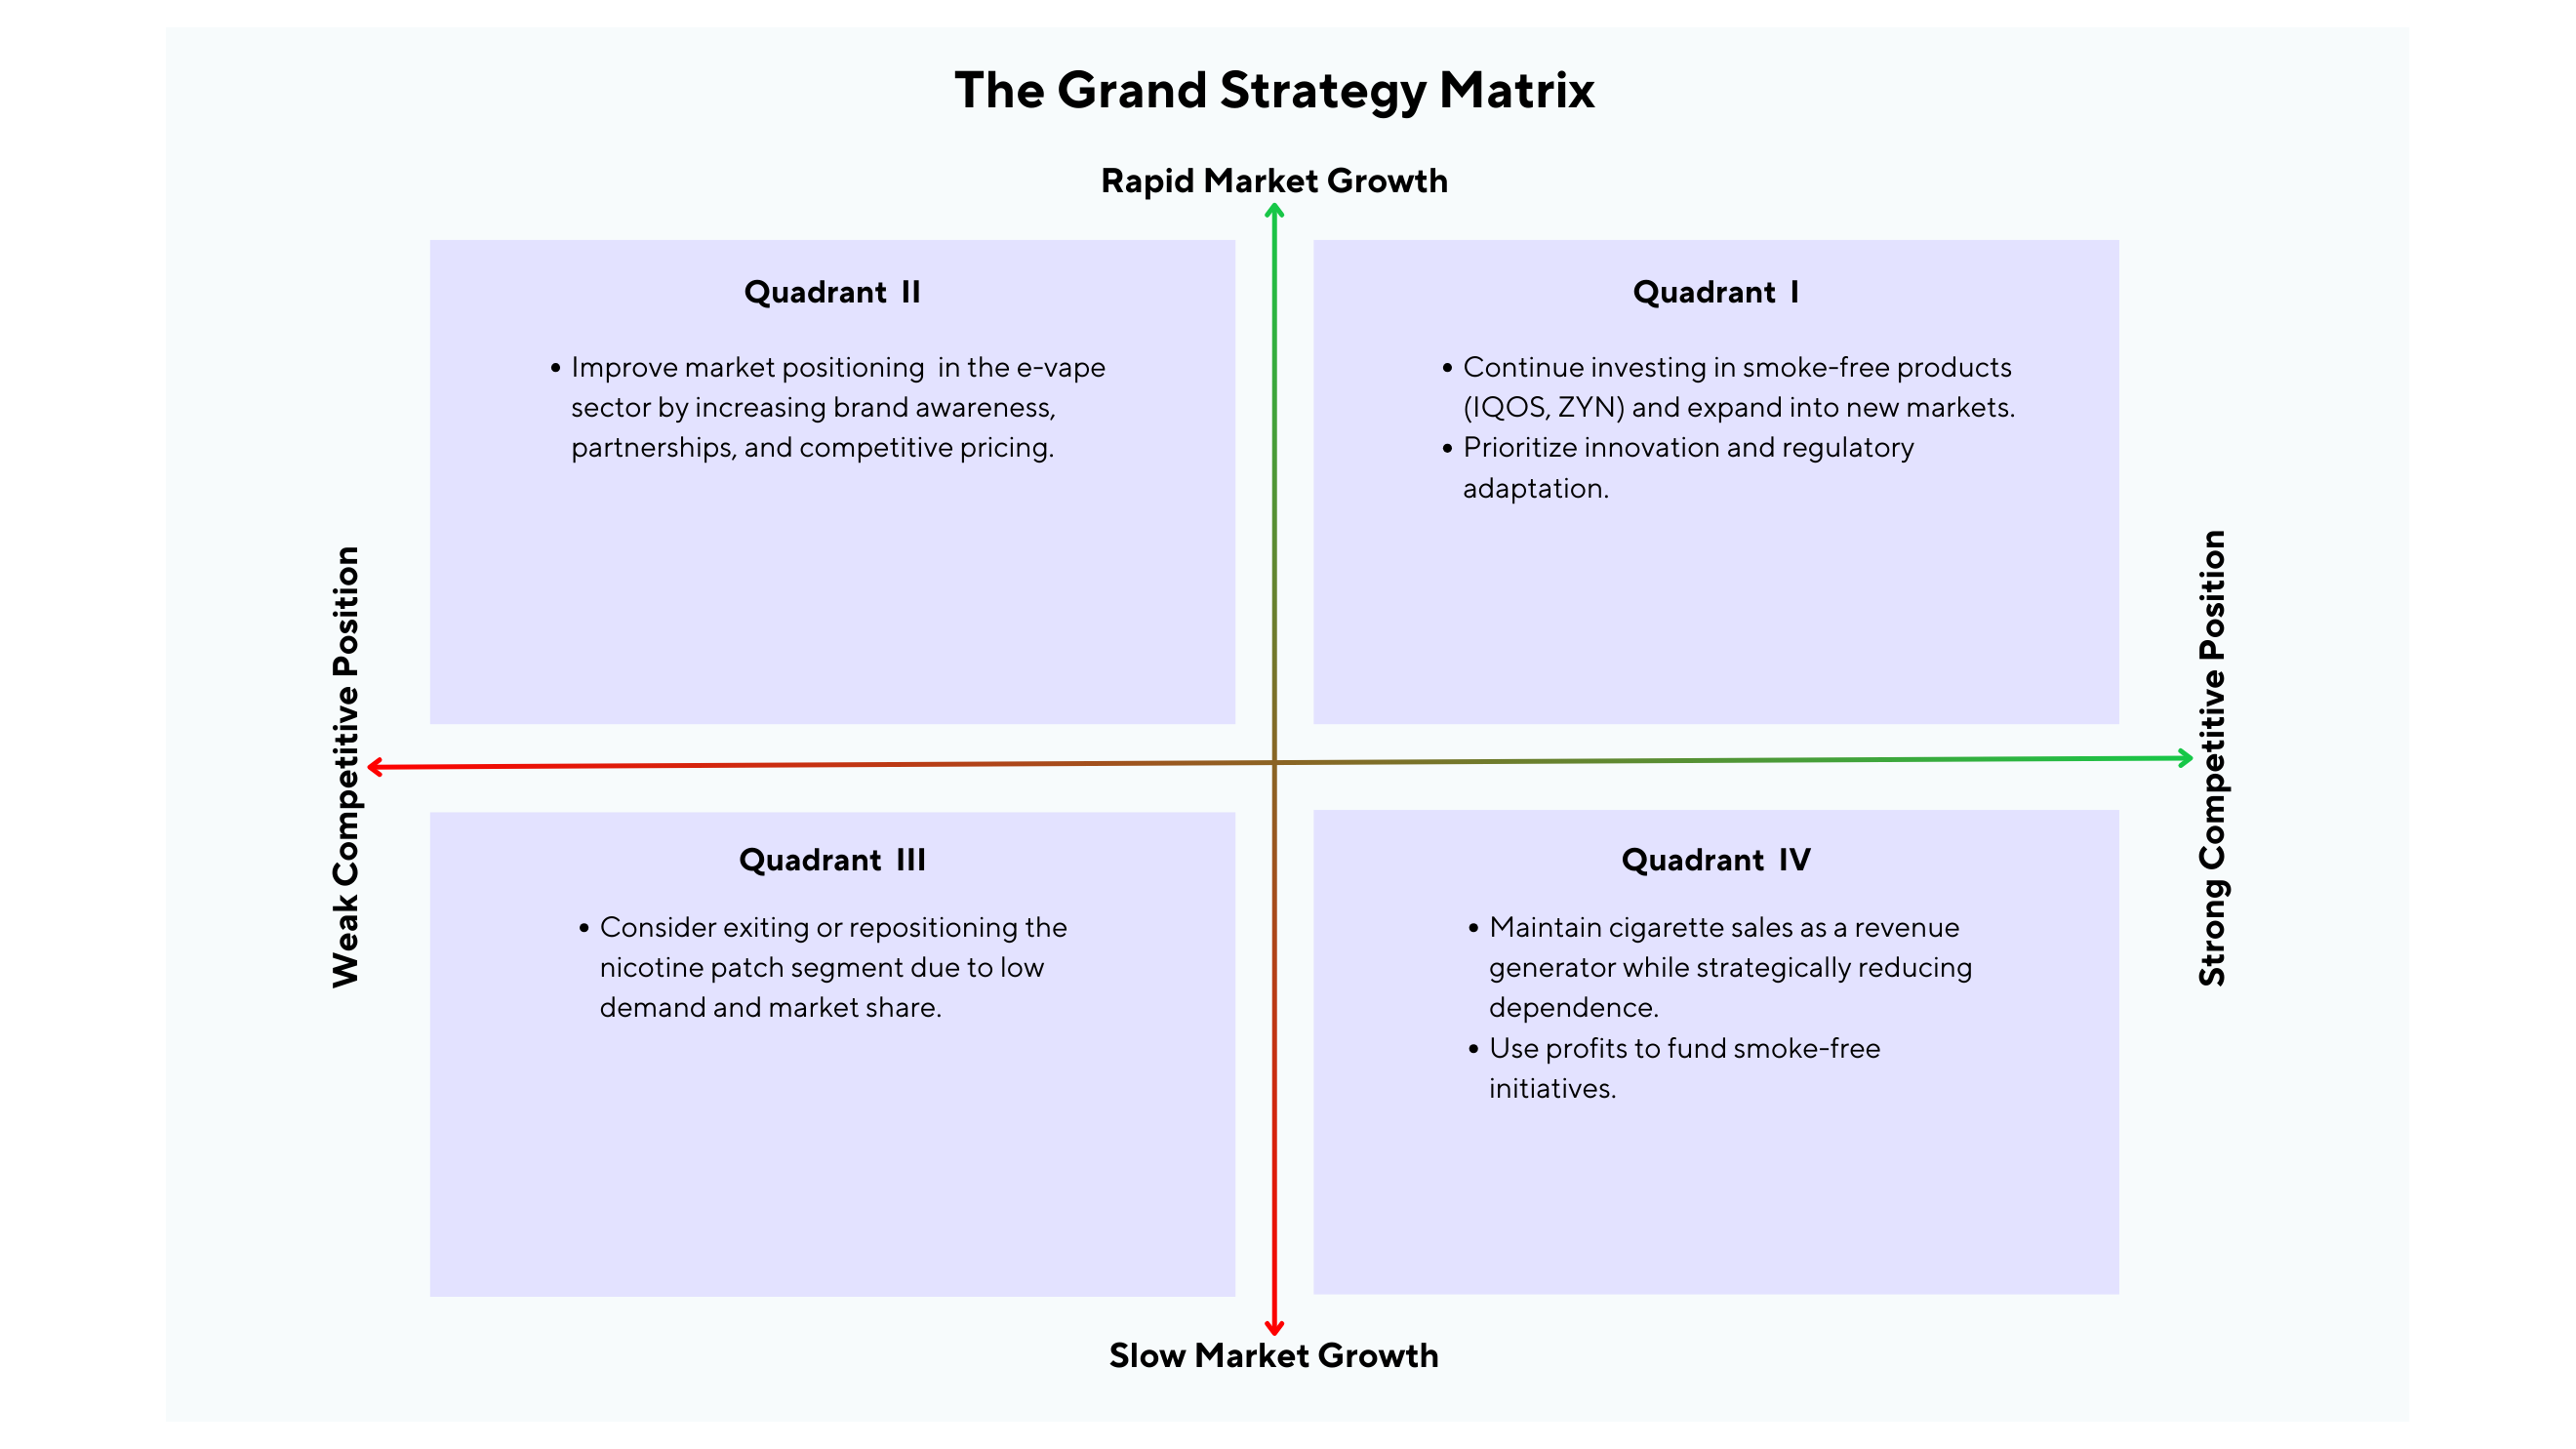 The Grand Strategy Matrix
Rapid Market Growth
Quadrant II
• Improve market positioning in the e-vape
sector by increasing brand awareness,
partnerships, and competitive pricing.
Quadrant I
• Continue investing in smoke-free products
(IQOS, ZYN) and expand into new markets.
• Prioritize innovation and regulatory
adaptation.
Weak Competitive Position
Strong Competitive Position
Quadrant III
• Consider exiting or repositioning the
nicotine patch segment due to low
demand and market share.
Quadrant IV
• Maintain cigarette sales as a revenue
generator while strategically reducing
dependence.
• Use profits to fund smoke-free
initiatives.
Slow Market Growth